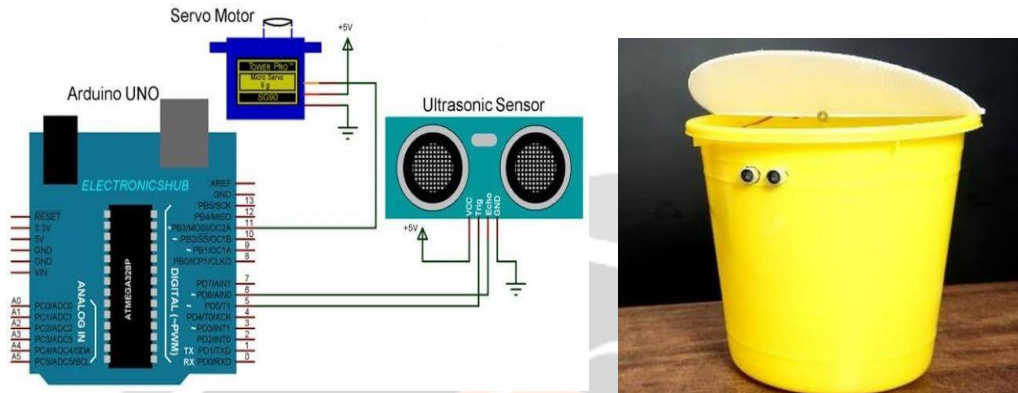 Servo Motor
+5V
TOWER PRO™
Micro Servo
9 g
SG90
Arduino UNO
Ultrasonic Sensor
ELECTRONICSHUB
RESET
3.3V
5V
GND
GND
VIN
AREF
GND
PB5/SCK 13
PB4/MISO 12
~ PB3/MOSI/OC2A 11
~ PB2/SS/OC1B 10
~ PB1/OC1A 9
PB0/ICP1/CLKO 8
PD7/AIN1 7
~ PD6/AIN0 6
~ PD5/T1 5
PD4/T0/XCK 4
~ PD3/INT1 3
PD2/INT0 2
TX PD1/TXD 1
RX PD0/RXD 0
ATMEGA328P
DIGITAL (~PWM)
ANALOG IN
A0 PC0/ADC0
A1 PC1/ADC1
A2 PC2/ADC2
A3 PC3/ADC3
A4 PC4/ADC4/SDA
A5 PC5/ADC5/SCL
VCC
Trig
Echo
GND
+5V